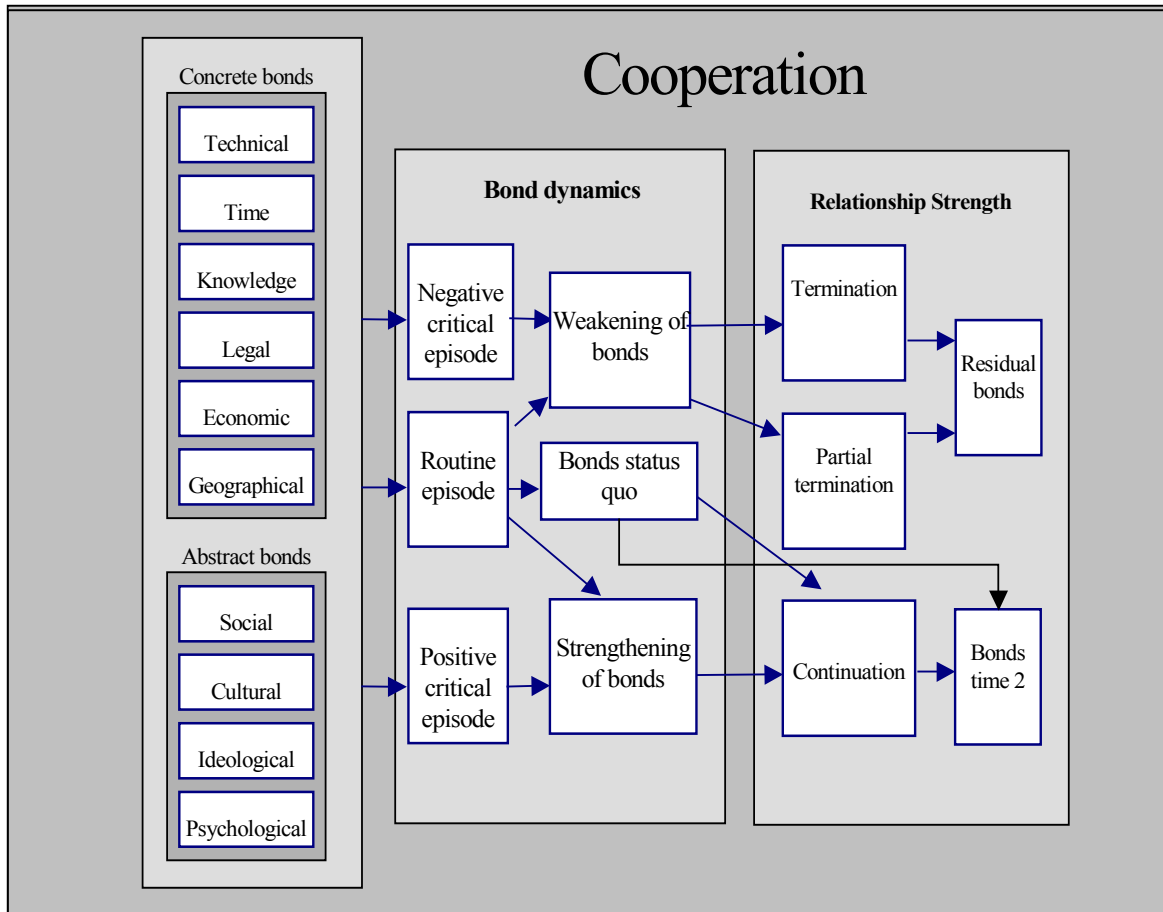 Cooperation
Concrete bonds
Technical
Time
Knowledge
Legal
Economic
Geographical
Abstract bonds
Social
Cultural
Ideological
Psychological
Bond dynamics
Negative
critical
episode
Weakening of
bonds
Routine
episode
Bonds status
quo
Positive
critical
episode
Strengthening
of bonds
Relationship Strength
Termination
Residual
bonds
Partial
termination
Continuation
Bonds
time 2